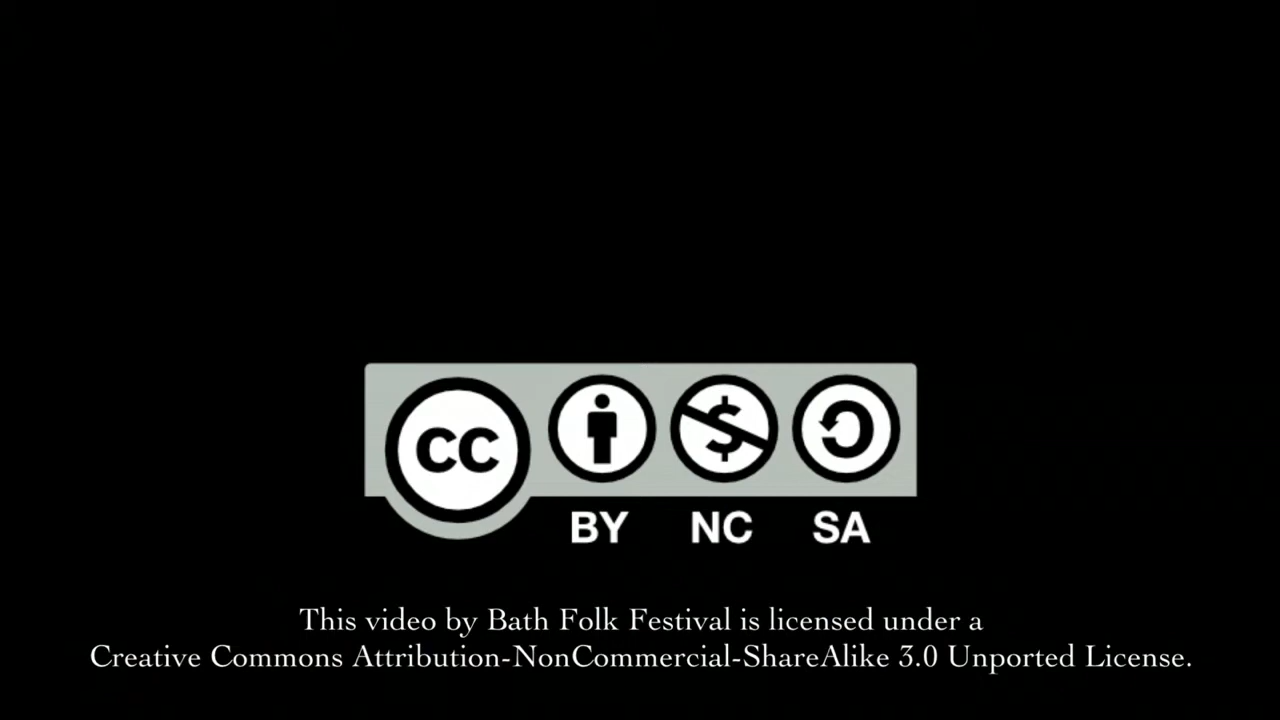 CC
BY NC SA
This video by Bath Folk Festival is licensed under a
Creative Commons Attribution-NonCommercial-ShareAlike 3.0 Unported License.